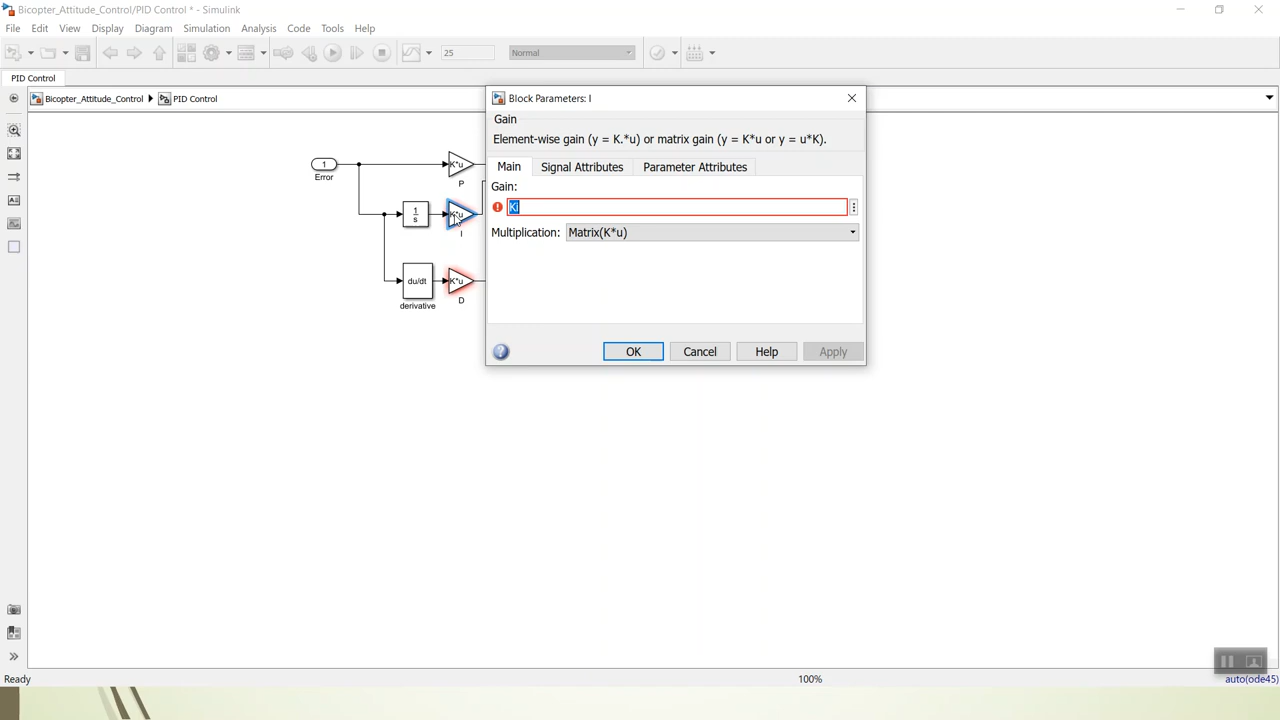 Bicopter_Attitude_Control/PID Control * - Simulink
File Edit View Display Diagram Simulation Analysis Code Tools Help
25 Normal
PID Control
Bicopter_Attitude_Control PID Control
Block Parameters: I
Gain
Element-wise gain (y = K.*u) or matrix gain (y = K*u or y = u*K).
Main Signal Attributes Parameter Attributes
Gain:
Ki
Multiplication: Matrix(K*u)
OK Cancel Help Apply
1
Error
K*u
P
1
s
K*u
I
du/dt
derivative
K*u
D
Ready 100% auto(ode45)